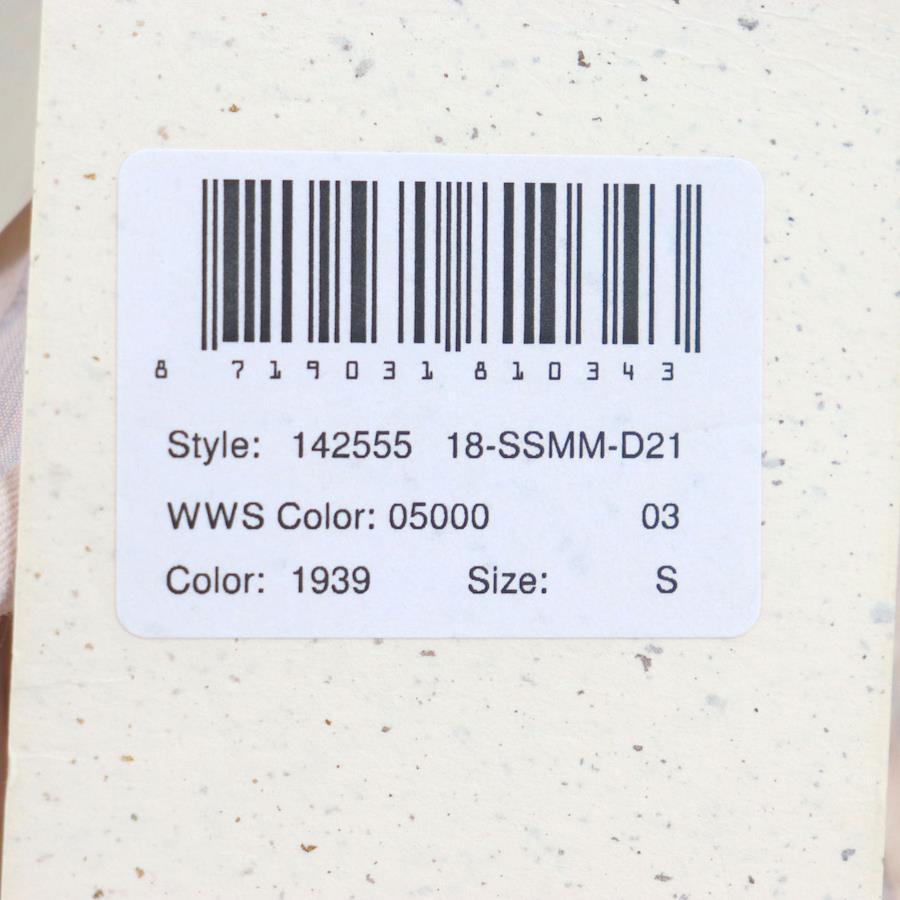 8 719031 810343
Style: 142555 18-SSMM-D21
WWS Color: 05000 03
Color: 1939 Size: S